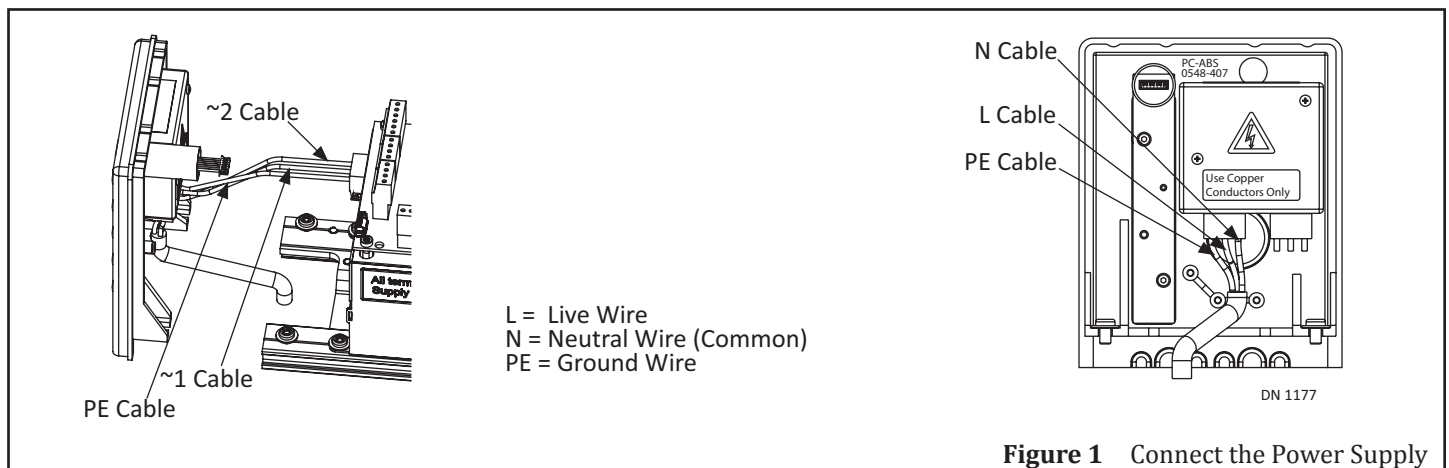 ~2 Cable
All term
Supply
~1 Cable
PE Cable
L = Live Wire
N = Neutral Wire (Common)
PE = Ground Wire
N Cable
L Cable
PE Cable
PC-ABS
0548-407
Use Copper
Conductors Only
DN 1177
Figure 1 Connect the Power Supply